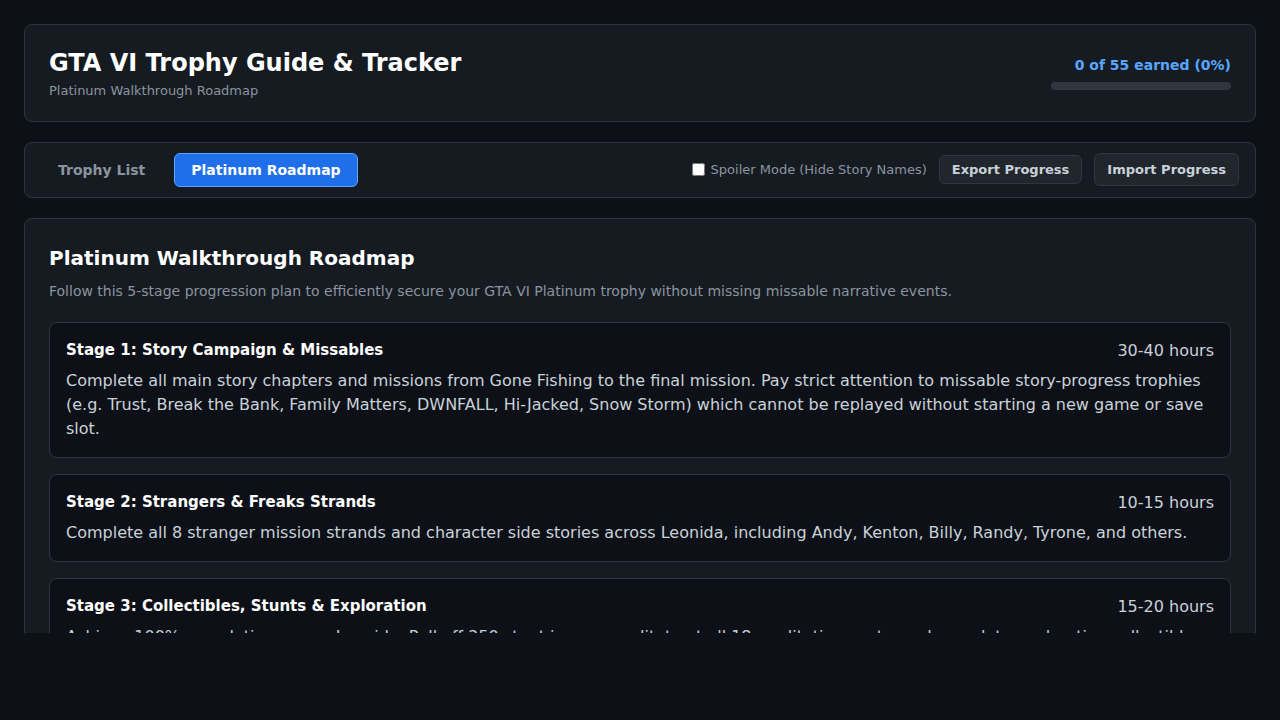 GTA VI Trophy Guide & Tracker
Platinum Walkthrough Roadmap
0 of 55 earned (0%)
Trophy List
Platinum Roadmap
Spoiler Mode (Hide Story Names)
Export Progress
Import Progress
Platinum Walkthrough Roadmap
Follow this 5-stage progression plan to efficiently secure your GTA VI Platinum trophy without missing missable narrative events.
Stage 1: Story Campaign & Missables
30-40 hours
Complete all main story chapters and missions from Gone Fishing to the final mission. Pay strict attention to missable story-progress trophies
(e.g. Trust, Break the Bank, Family Matters, DWNFALL, Hi-Jacked, Snow Storm) which cannot be replayed without starting a new game or save
slot.
Stage 2: Strangers & Freaks Strands
10-15 hours
Complete all 8 stranger mission strands and character side stories across Leonida, including Andy, Kenton, Billy, Randy, Tyrone, and others.
Stage 3: Collectibles, Stunts & Exploration
15-20 hours